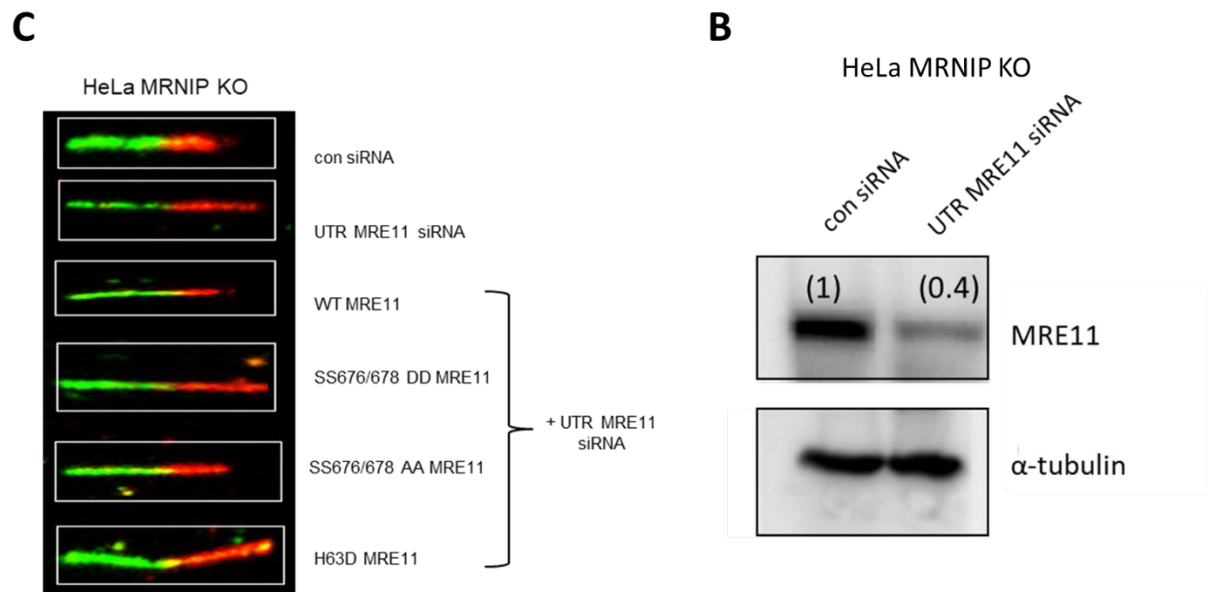 C
HeLa MRNIP KO
con siRNA
UTR MRE11 siRNA
WT MRE11
SS676/678 DD MRE11
SS676/678 AA MRE11
H63D MRE11
+ UTR MRE11
siRNA
B
HeLa MRNIP KO
con siRNA
UTR MRE11 siRNA
(1)
(0.4)
MRE11
α-tubulin